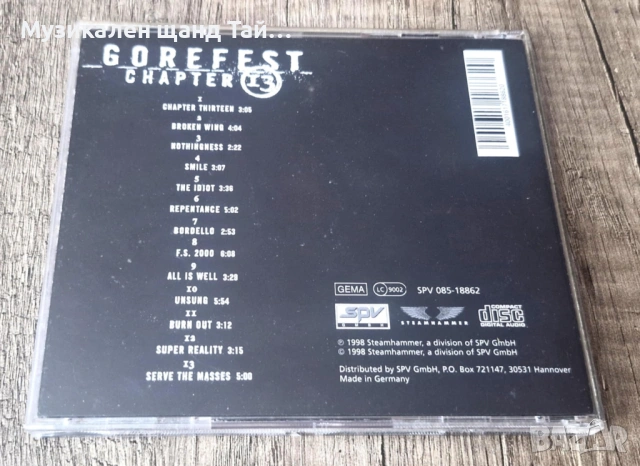 Музикален щанд Тай...
GOREFEST
CHAPTER 13
1
CHAPTER THIRTEEN 3:05
2
BROKEN WING 4:04
3
NOTHINGNESS 2:22
4
SMILE 3:07
5
THE IDIOT 3:36
6
REPENTANCE 5:02
7
BORDELLO 2:53
8
F.S. 2000 6:08
9
ALL IS WELL 3:29
10
UNSUNG 5:54
11
BURN OUT 3:12
12
SUPER REALITY 3:15
13
SERVE THE MASSES 5:00
GEMA LC 9002 SPV 085-18862
SPV STEAMHAMMER COMPACT disc DIGITAL AUDIO
℗ 1998 Steamhammer, a division of SPV GmbH
© 1998 Steamhammer, a division of SPV GmbH
Distributed by SPV GmbH, P.O. Box 721147, 30531 Hannover
Made in Germany